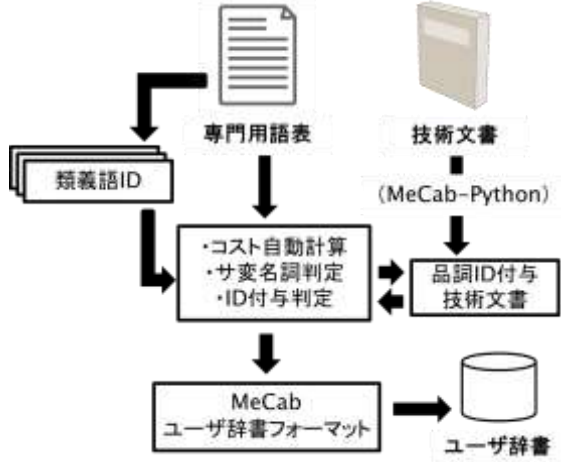 専門用語表
技術文書
類義語ID
(MeCab-Python)
・コスト自動計算
・サ変名詞判定
・ID付与判定
品詞ID付与
技術文書
MeCab
ユーザ辞書フォーマット
ユーザ辞書